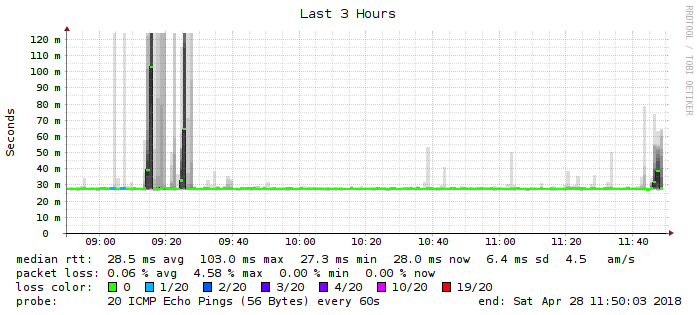 Last 3 Hours
RRDTOOL / TOBI OETIKER
Seconds
120 m
110 m
100 m
90 m
80 m
70 m
60 m
50 m
40 m
30 m
20 m
10 m
0
09:00 09:20 09:40 10:00 10:20 10:40 11:00 11:20 11:40
median rtt: 28.5 ms avg 103.0 ms max 27.3 ms min 28.0 ms now 6.4 ms sd 4.5 am/s
packet loss: 0.06 % avg 4.58 % max 0.00 % min 0.00 % now
loss color: 0 1/20 2/20 3/20 4/20 10/20 19/20
probe: 20 ICMP Echo Pings (56 Bytes) every 60s end: Sat Apr 28 11:50:03 2018